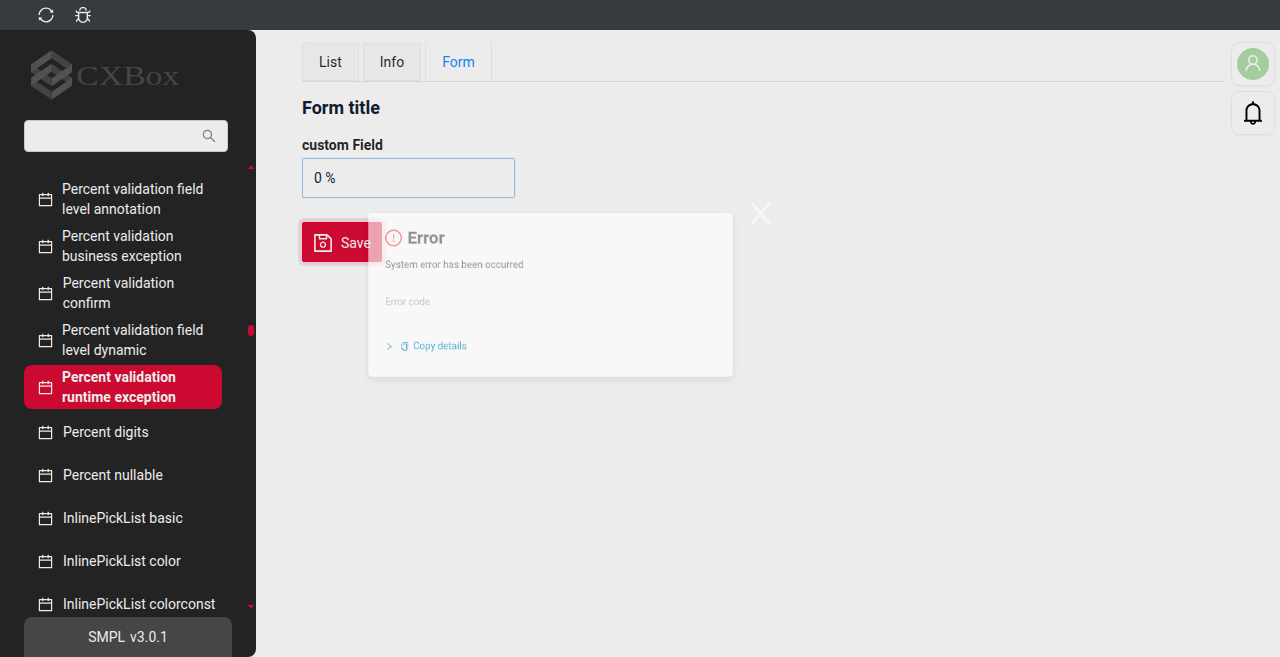 CXBox
Percent validation field
level annotation
Percent validation
business exception
Percent validation
confirm
Percent validation field
level dynamic
Percent validation
runtime exception
Percent digits
Percent nullable
InlinePickList basic
InlinePickList color
InlinePickList colorconst
SMPL v3.0.1
List
Info
Form
Form title
custom Field
0 %
Save
Error
System error has been occurred
Error code
Copy details